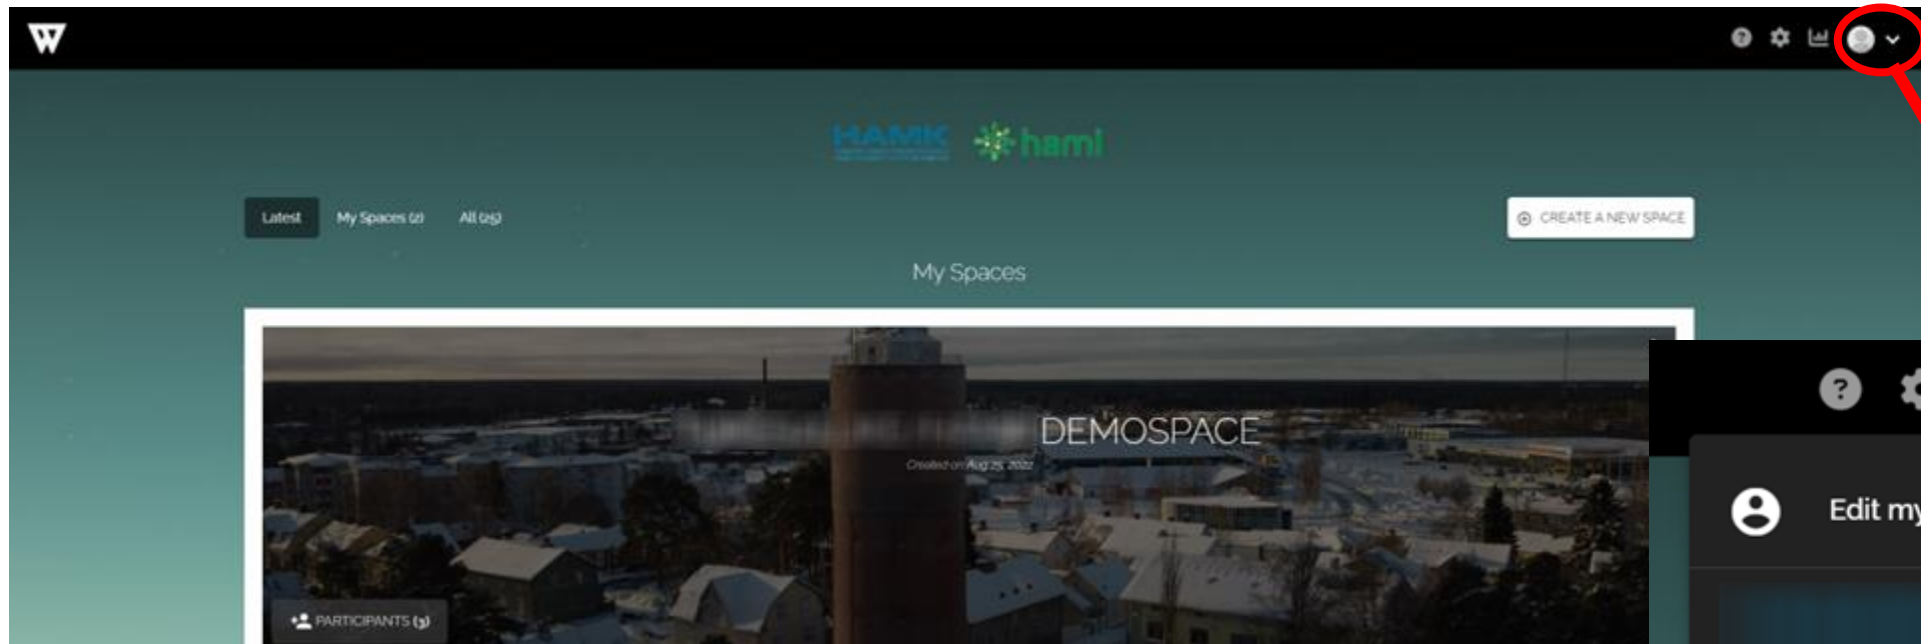 W
HAMK hami
Latest My Spaces (2) All (25)
CREATE A NEW SPACE
My Spaces
DEMOSPACE
Created on Aug 25, 2022
PARTICIPANTS (3)
?
Edit my